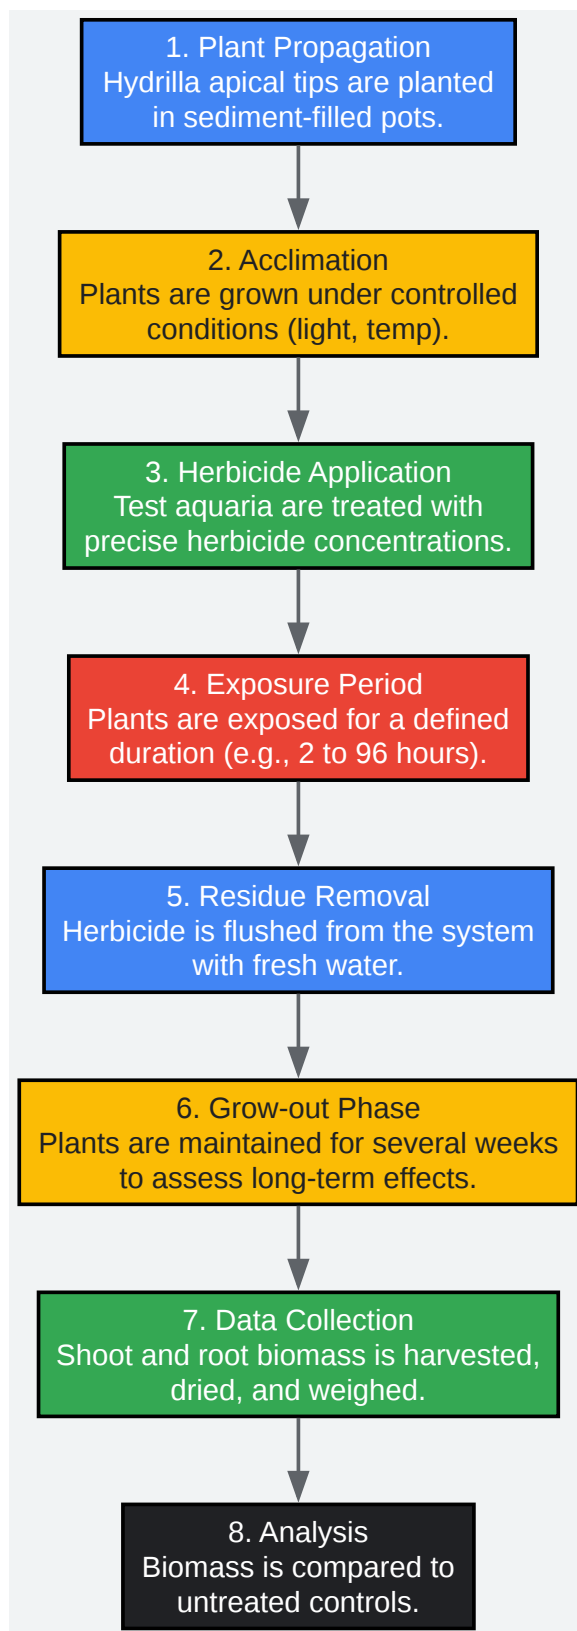 1. Plant Propagation
Hydrilla apical tips are planted
in sediment-filled pots.
2. Acclimation
Plants are grown under controlled
conditions (light, temp).
3. Herbicide Application
Test aquaria are treated with
precise herbicide concentrations.
4. Exposure Period
Plants are exposed for a defined
duration (e.g., 2 to 96 hours).
5. Residue Removal
Herbicide is flushed from the system
with fresh water.
6. Grow-out Phase
Plants are maintained for several weeks
to assess long-term effects.
7. Data Collection
Shoot and root biomass is harvested,
dried, and weighed.
8. Analysis
Biomass is compared to
untreated controls.